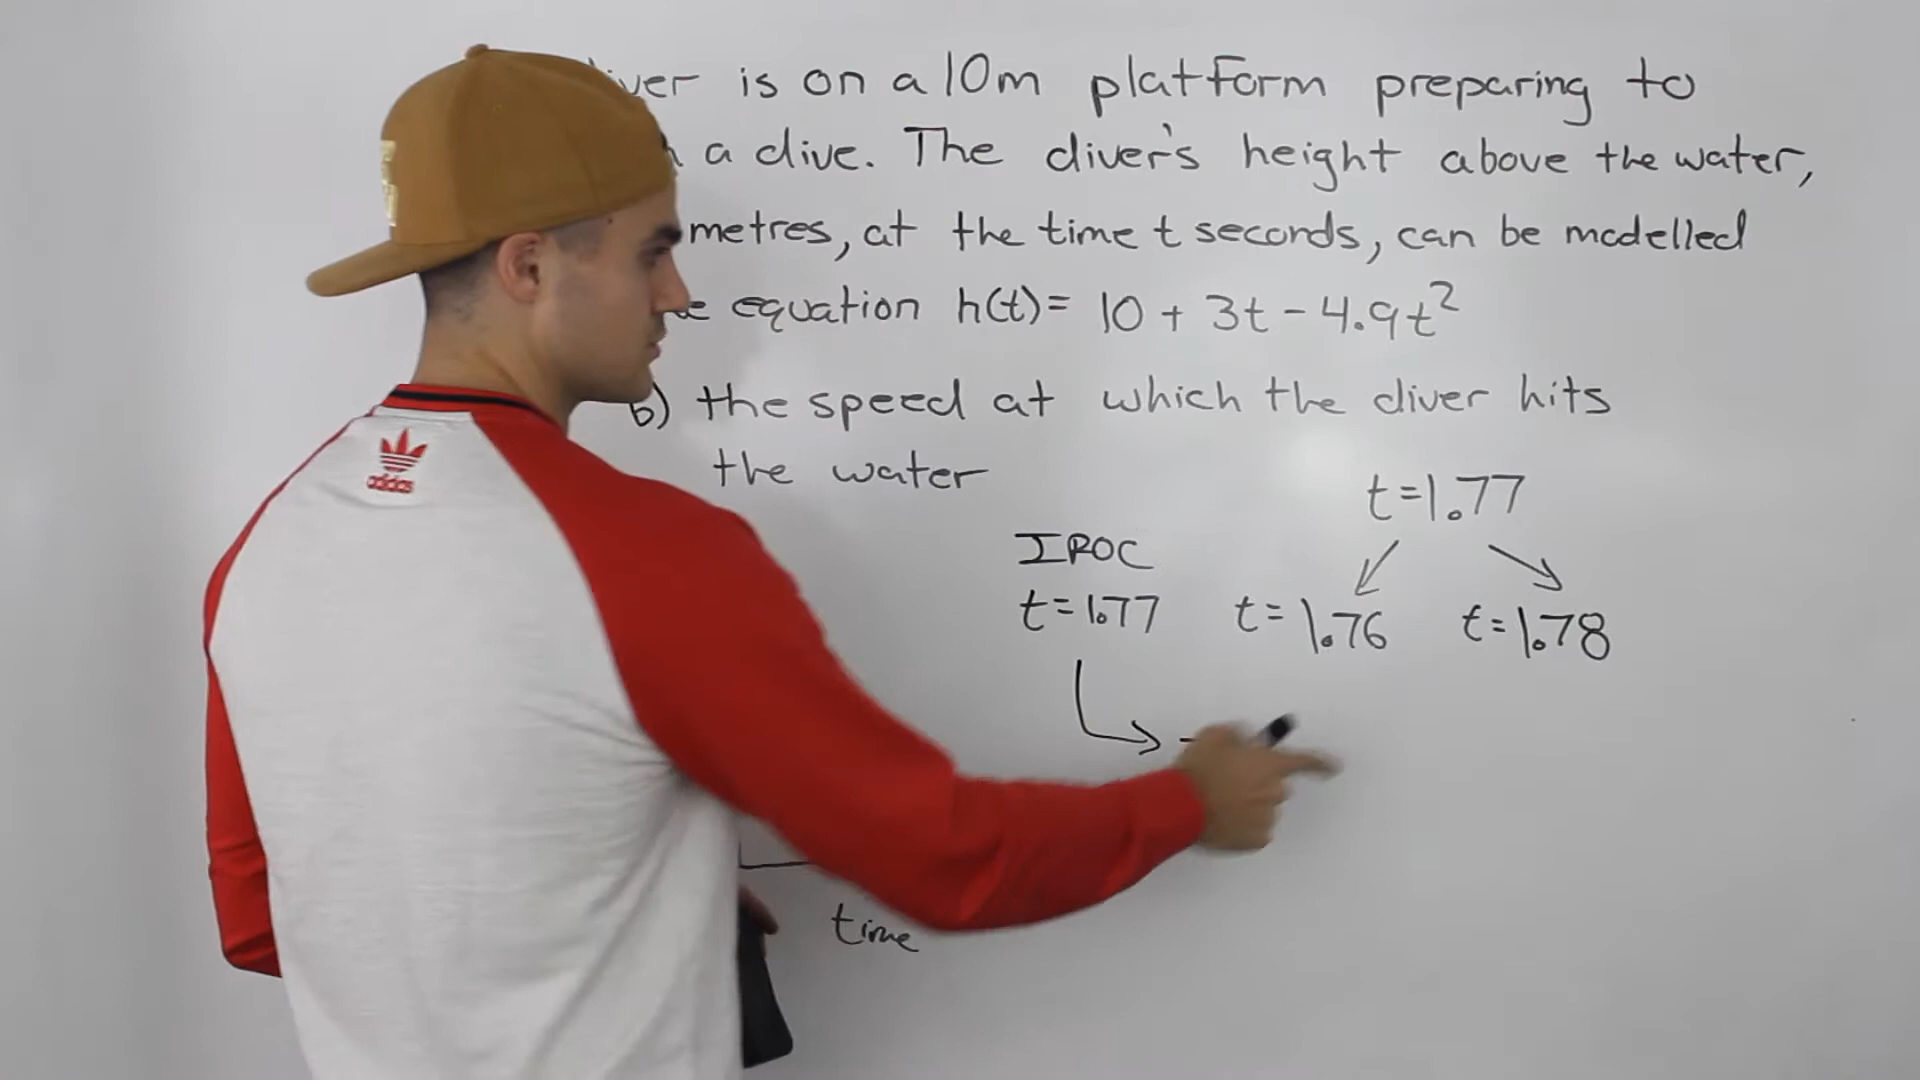 is on a 10m platform preparing to
a dive. The diver's height above the water,
metres, at the time t seconds, can be modelled
equation h(t)= 10 + 3t - 4.9t²
b) the speed at which the diver hits
the water
t=1.77
IROC
t=1.77 t=1.76 t=1.78
adidas
time